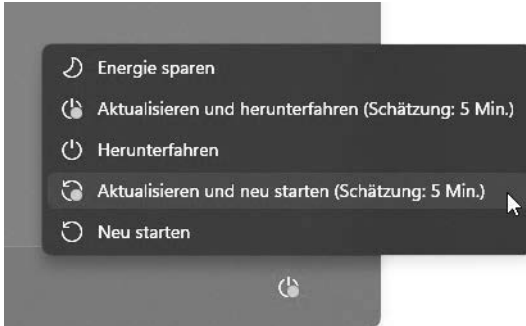 Energie sparen
Aktualisieren und herunterfahren (Schätzung: 5 Min.)
Herunterfahren
Aktualisieren und neu starten (Schätzung: 5 Min.)
Neu starten